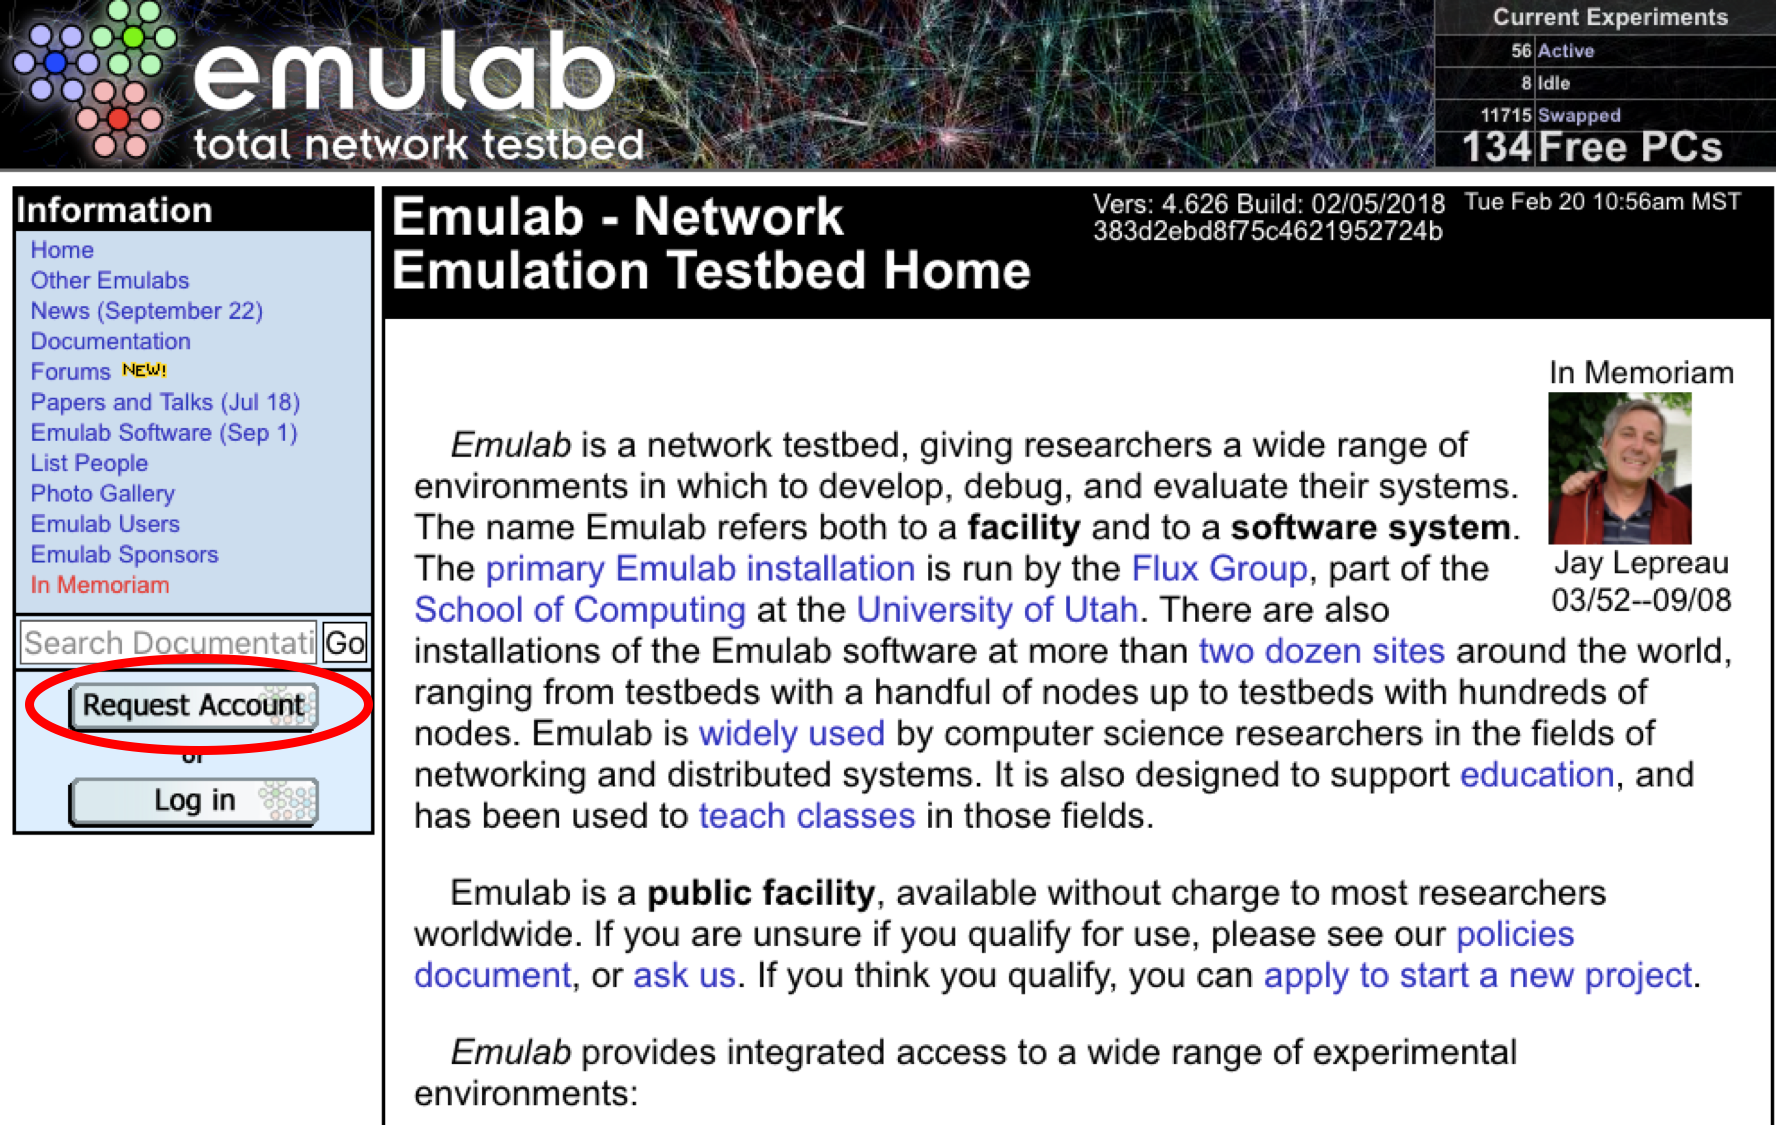 emulab
total network testbed
Current Experiments
56 Active
8 Idle
11715 Swapped
134 Free PCs
Information
Home
Other Emulabs
News (September 22)
Documentation
Forums NEW!
Papers and Talks (Jul 18)
Emulab Software (Sep 1)
List People
Photo Gallery
Emulab Users
Emulab Sponsors
In Memoriam
Search Documentati Go
Request Account
or
Log in
Emulab - Network
Emulation Testbed Home
Vers: 4.626 Build: 02/05/2018 Tue Feb 20 10:56am MST
383d2ebd8f75c4621952724b
In Memoriam
Jay Lepreau
03/52--09/08
Emulab is a network testbed, giving researchers a wide range of
environments in which to develop, debug, and evaluate their systems.
The name Emulab refers both to a facility and to a software system.
The primary Emulab installation is run by the Flux Group, part of the
School of Computing at the University of Utah. There are also
installations of the Emulab software at more than two dozen sites around the world,
ranging from testbeds with a handful of nodes up to testbeds with hundreds of
nodes. Emulab is widely used by computer science researchers in the fields of
networking and distributed systems. It is also designed to support education, and
has been used to teach classes in those fields.
Emulab is a public facility, available without charge to most researchers
worldwide. If you are unsure if you qualify for use, please see our policies
document, or ask us. If you think you qualify, you can apply to start a new project.
Emulab provides integrated access to a wide range of experimental
environments: